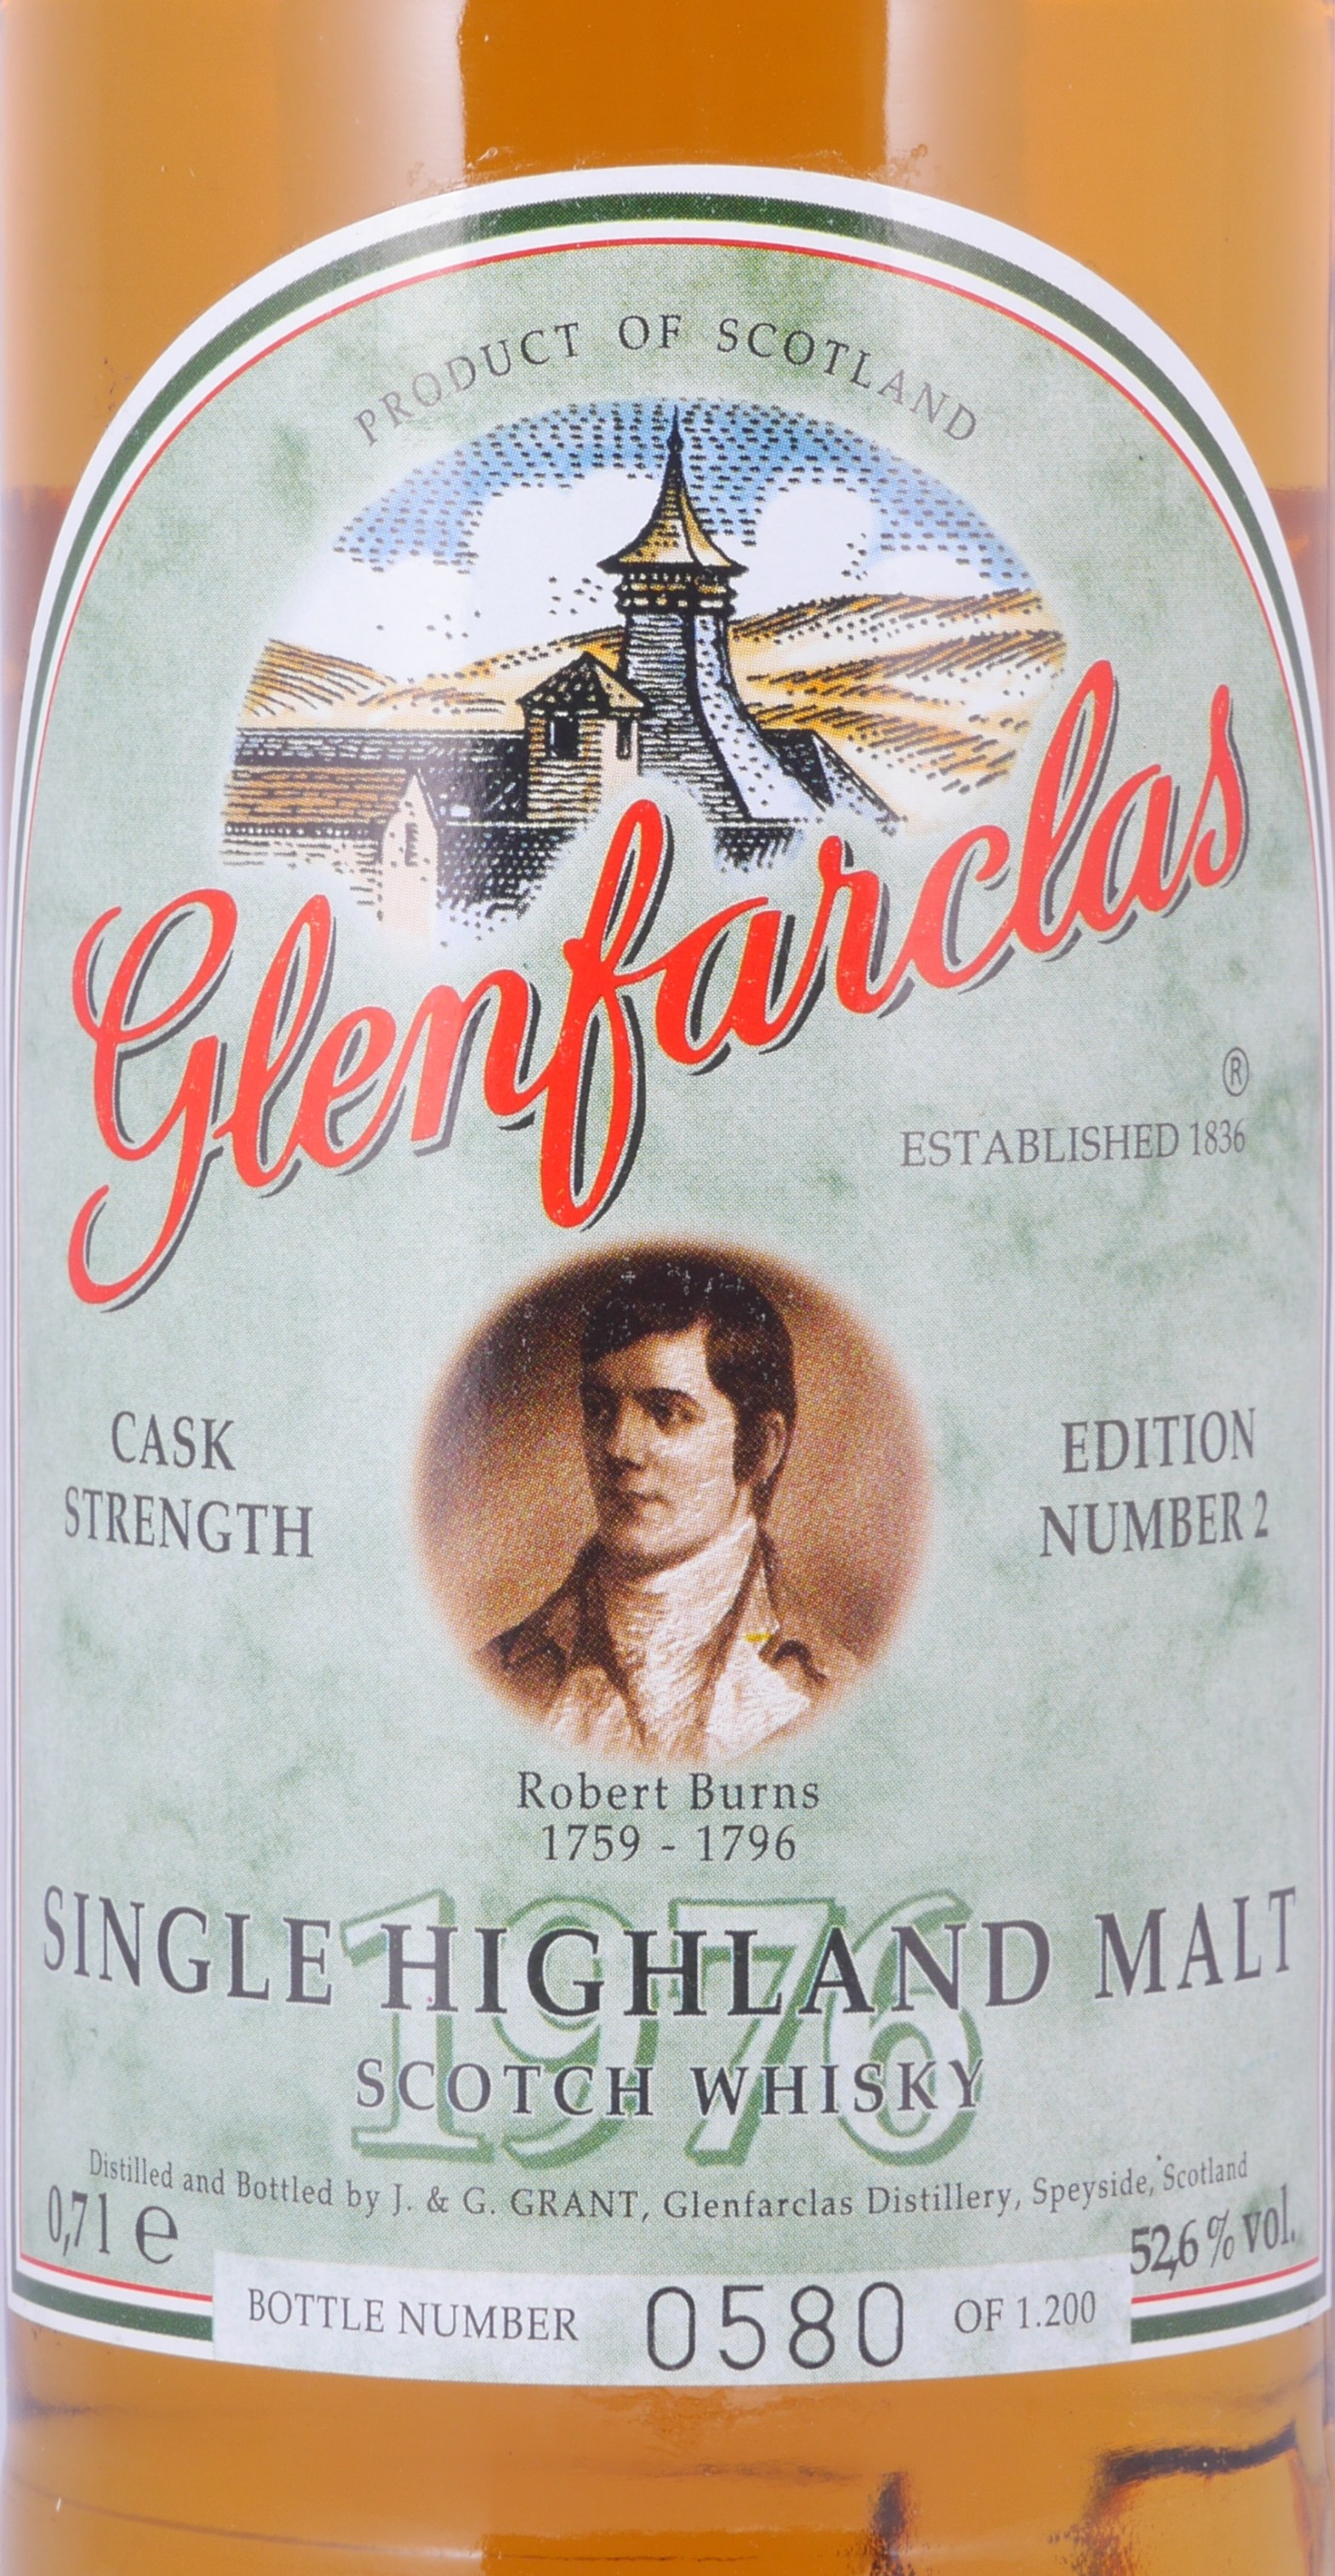 PRODUCT OF SCOTLAND
Glenfarclas
®
ESTABLISHED 1836
CASK
STRENGTH
EDITION
NUMBER 2
Robert Burns
1759 - 1796
1976
SINGLE HIGHLAND MALT
SCOTCH WHISKY
Distilled and Bottled by J. & G. GRANT, Glenfarclas Distillery, Speyside, Scotland
0,7l e
52,6 % vol.
BOTTLE NUMBER 0580 OF 1.200